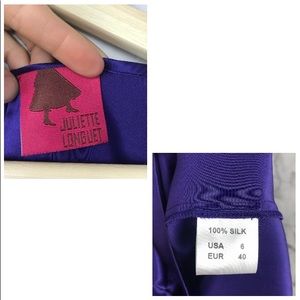 JULIETTE
LONGUET
100% SILK
USA 6
EUR 40